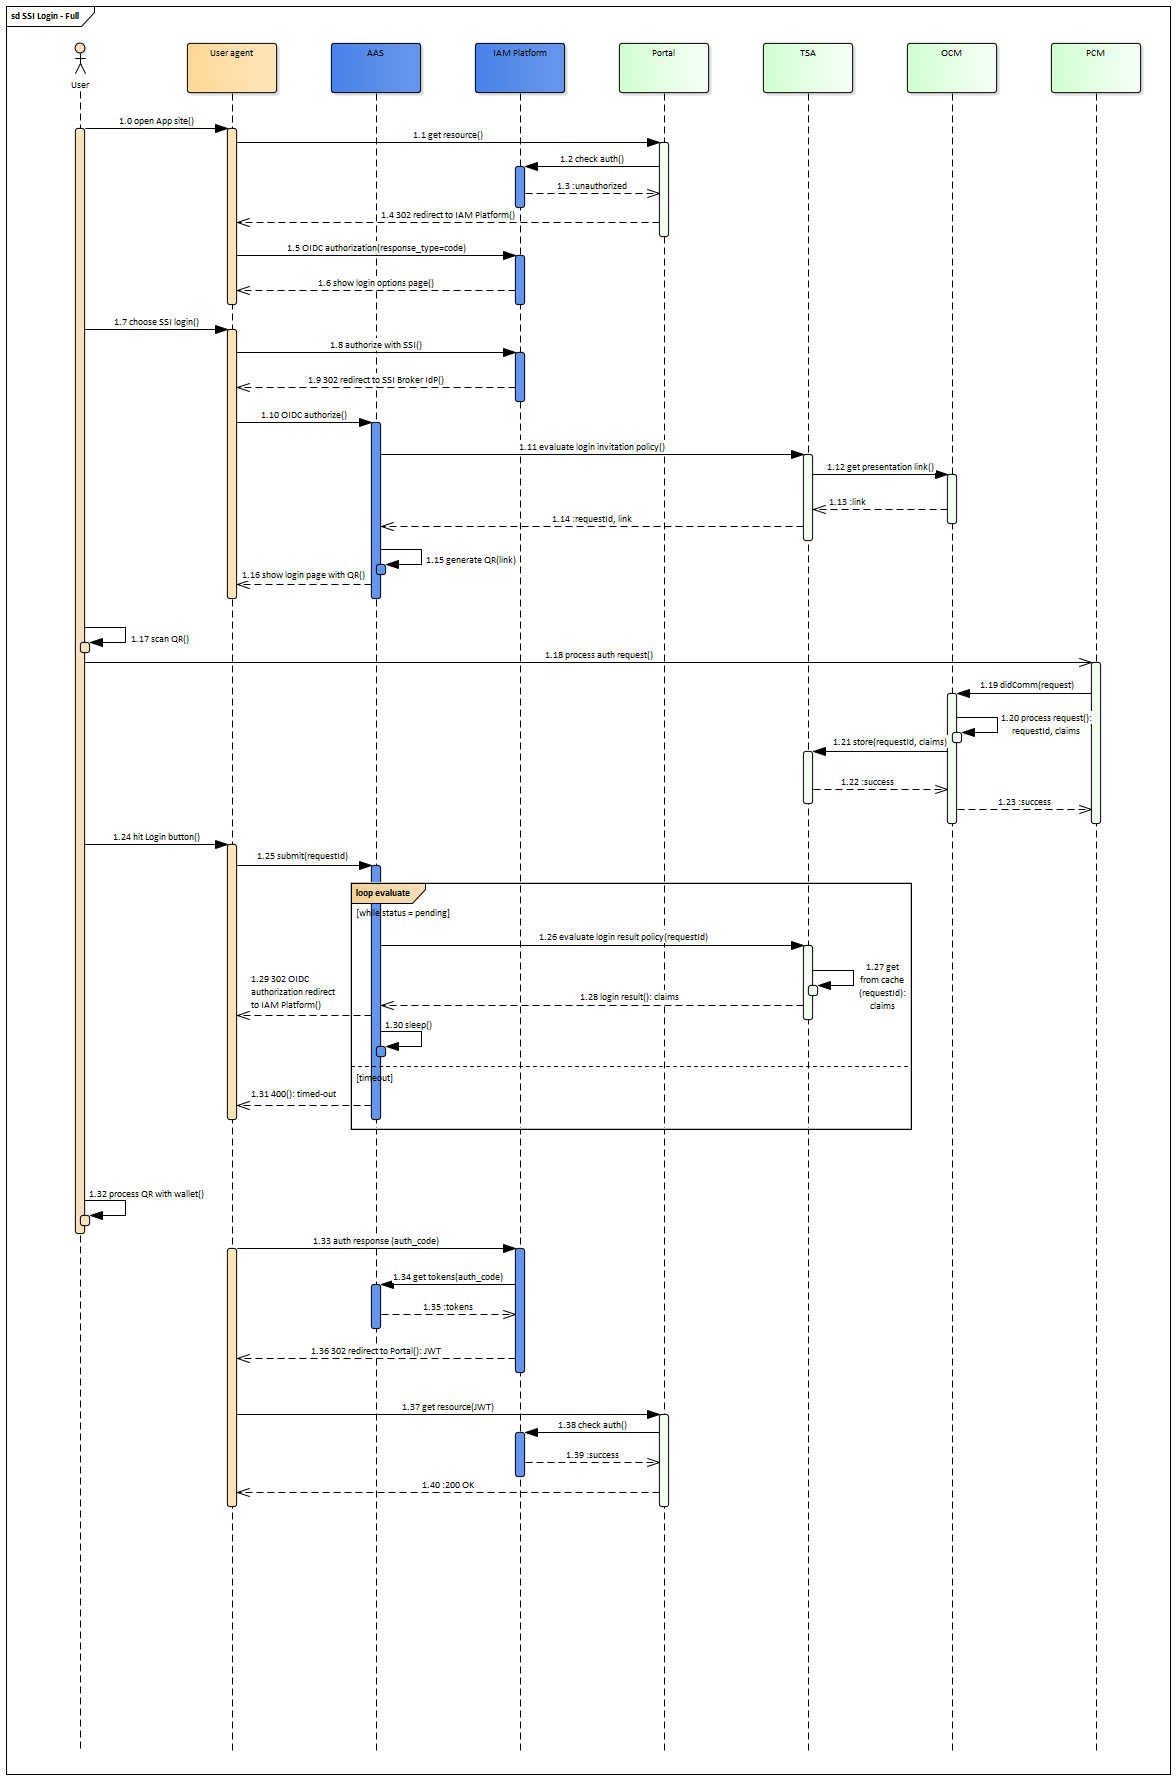 sd SSI Login - Full
User
User agent
AAS
IAM Platform
Portal
TSA
OCM
PCM
1.0 open App site()
1.1 get resource()
1.2 check auth()
1.3 :unauthorized
1.4 302 redirect to IAM Platform()
1.5 OIDC authorization(response_type=code)
1.6 show login options page()
1.7 choose SSI login()
1.8 authorize with SSI()
1.9 302 redirect to SSI Broker IdP()
1.10 OIDC authorize()
1.11 evaluate login invitation policy()
1.12 get presentation link()
1.13 :link
1.14 :requestId, link
1.15 generate QR(link)
1.16 show login page with QR()
1.17 scan QR()
1.18 process auth request()
1.19 didComm(request)
1.20 process request():
requestId, claims
1.21 store(requestId, claims)
1.22 :success
1.23 :success
1.24 hit Login button()
1.25 submit(requestId)
loop evaluate
[while status = pending]
1.26 evaluate login result policy(requestId)
1.27 get
from cache
(requestId):
claims
1.28 login result(): claims
1.29 302 OIDC
authorization redirect
to IAM Platform()
1.30 sleep()
[timeout]
1.31 400(): timed-out
1.32 process QR with wallet()
1.33 auth response (auth_code)
1.34 get tokens(auth_code)
1.35 :tokens
1.36 302 redirect to Portal(): JWT
1.37 get resource(JWT)
1.38 check auth()
1.39 :success
1.40 :200 OK